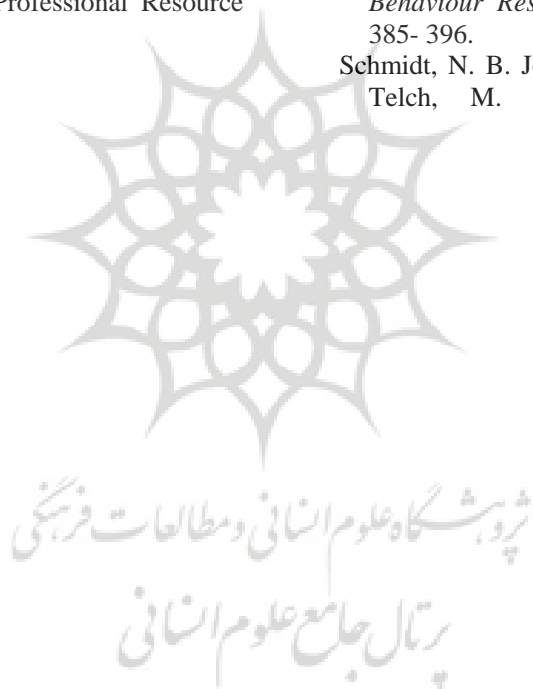 Professional Resource
Behaviour Res
385- 396.
Schmidt, N. B. J
Telch, M.
پژوهشگاه علوم انسانی و مطالعات فرهنگی
پرتال جامع علوم انسانی